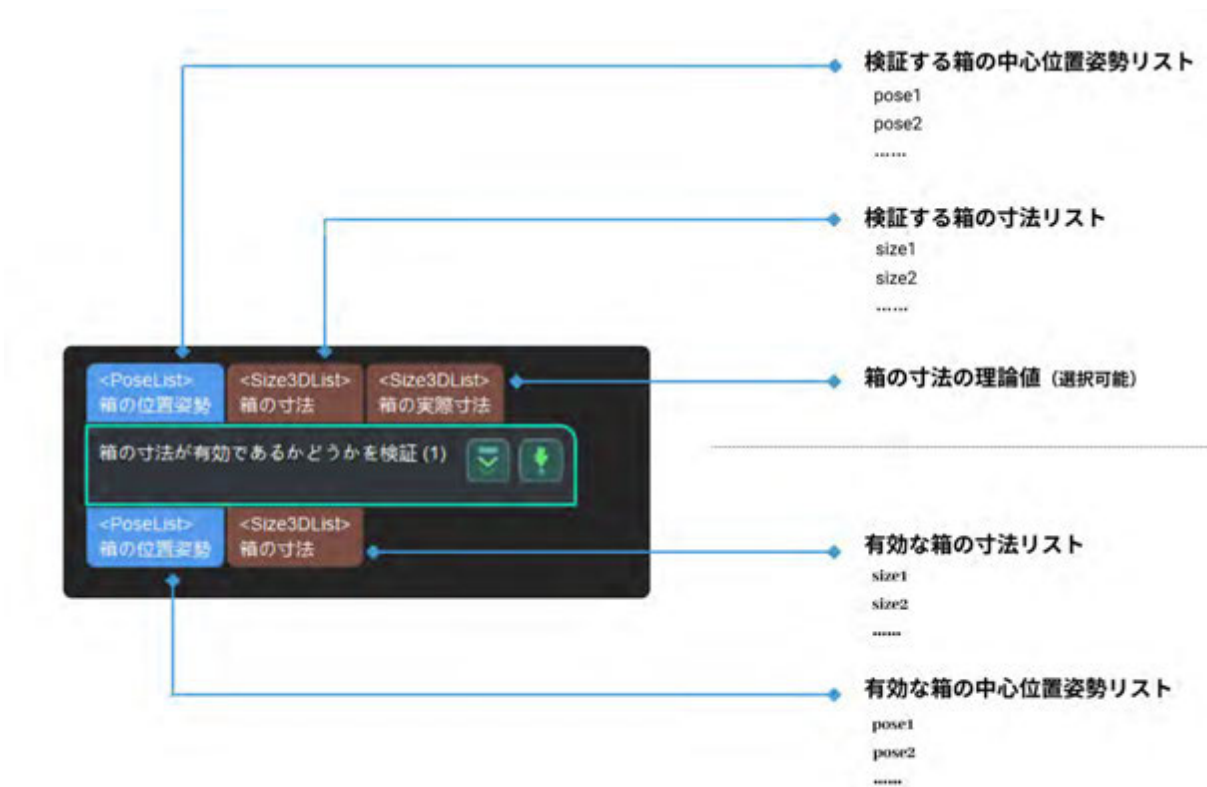 検証する箱の中心位置姿勢リスト
pose1
pose2
……
検証する箱の寸法リスト
size1
size2
……
箱の寸法の理論値（選択可能）
<PoseList>
箱の位置姿勢
<Size3DList>
箱の寸法
<Size3DList>
箱の実際寸法
箱の寸法が有効であるかどうかを検証 (1)
<PoseList>
箱の位置姿勢
<Size3DList>
箱の寸法
有効な箱の寸法リスト
size1
size2
……
有効な箱の中心位置姿勢リスト
pose1
pose2
……